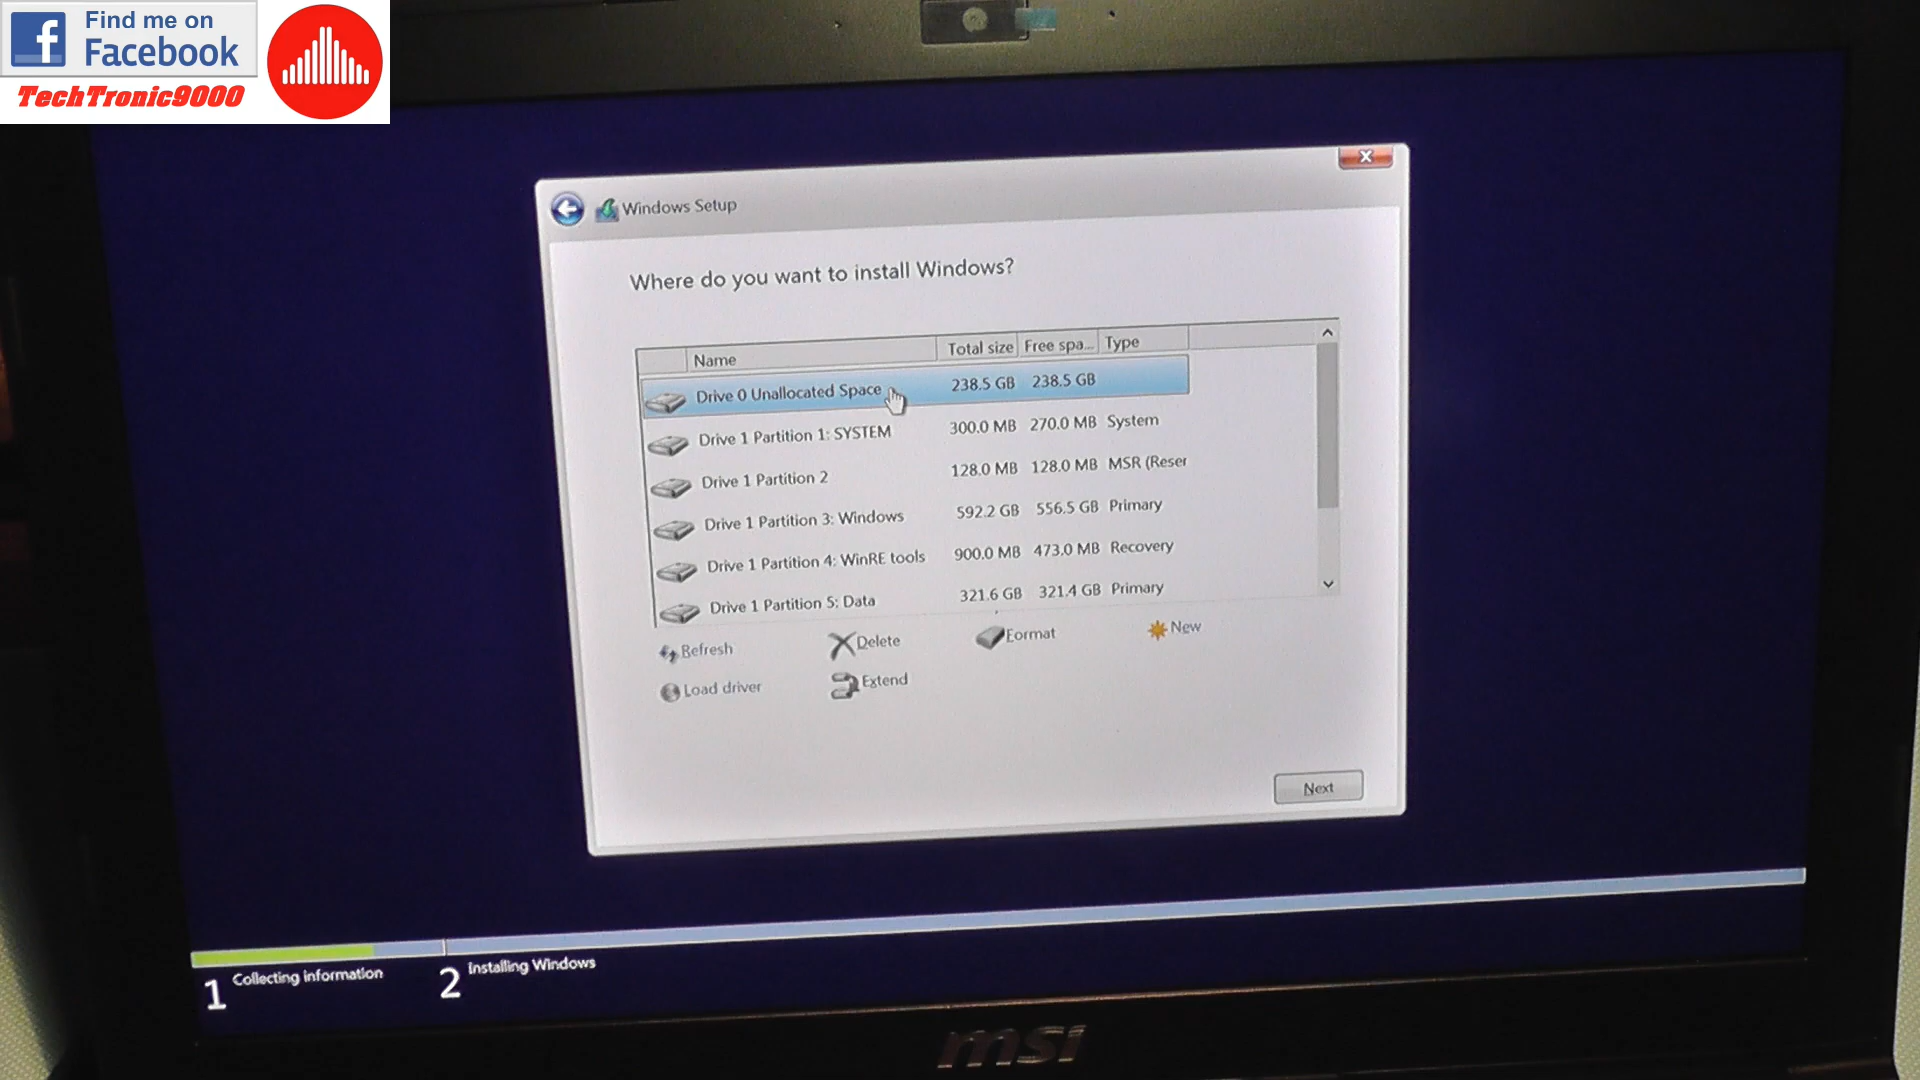 Find me on
Facebook
TechTronic9000
Windows Setup
Where do you want to install Windows?
Name Total size Free spa... Type
Drive 0 Unallocated Space 238.5 GB 238.5 GB
Drive 1 Partition 1: SYSTEM 300.0 MB 270.0 MB System
Drive 1 Partition 2 128.0 MB 128.0 MB MSR (Reser
Drive 1 Partition 3: Windows 592.2 GB 556.5 GB Primary
Drive 1 Partition 4: WinRE tools 900.0 MB 473.0 MB Recovery
Drive 1 Partition 5: Data 321.6 GB 321.4 GB Primary
Refresh Delete Format New
Load driver Extend
Next
1 Collecting information 2 Installing Windows
msi